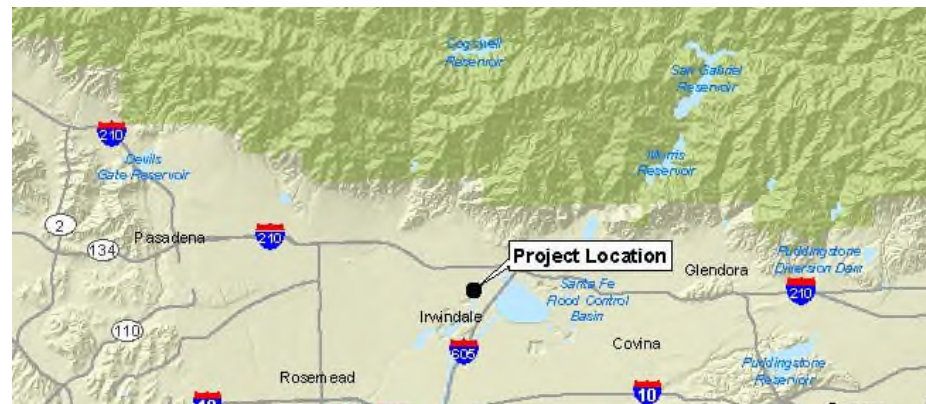 Cogswell
Reservoir
San Gabriel
Reservoir
210
Devils
Gate Reservoir
Morris
Reservoir
2
134
Pasadena
210
Project Location
Glendora
Puddingstone
Diversion Dam
210
Santa Fe
Flood Control
Basin
Irwindale
110
605
Covina
Rosemead
Puddingstone
Reservoir
10
10